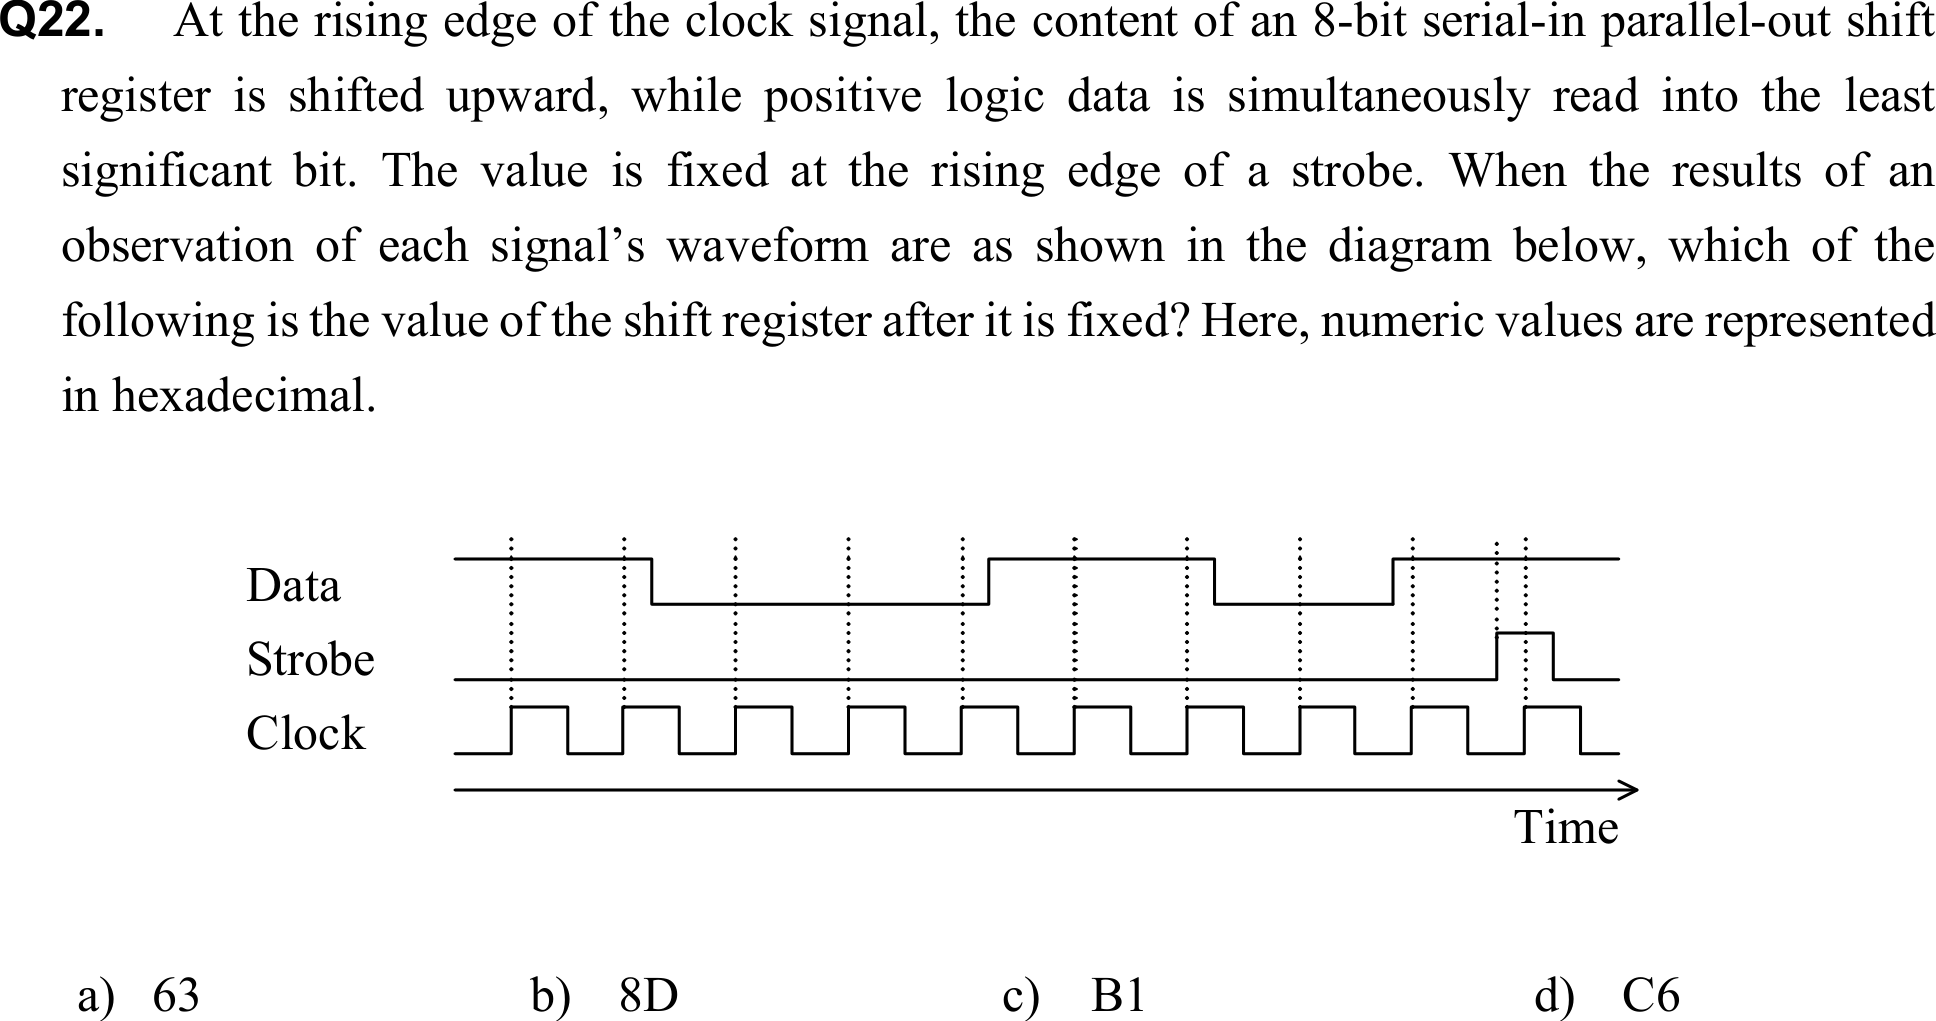 Q22. At the rising edge of the clock signal, the content of an 8-bit serial-in parallel-out shift
register is shifted upward, while positive logic data is simultaneously read into the least
significant bit. The value is fixed at the rising edge of a strobe. When the results of an
observation of each signal’s waveform are as shown in the diagram below, which of the
following is the value of the shift register after it is fixed? Here, numeric values are represented
in hexadecimal.
Data
Strobe
Clock
Time
a) 63 b) 8D c) B1 d) C6